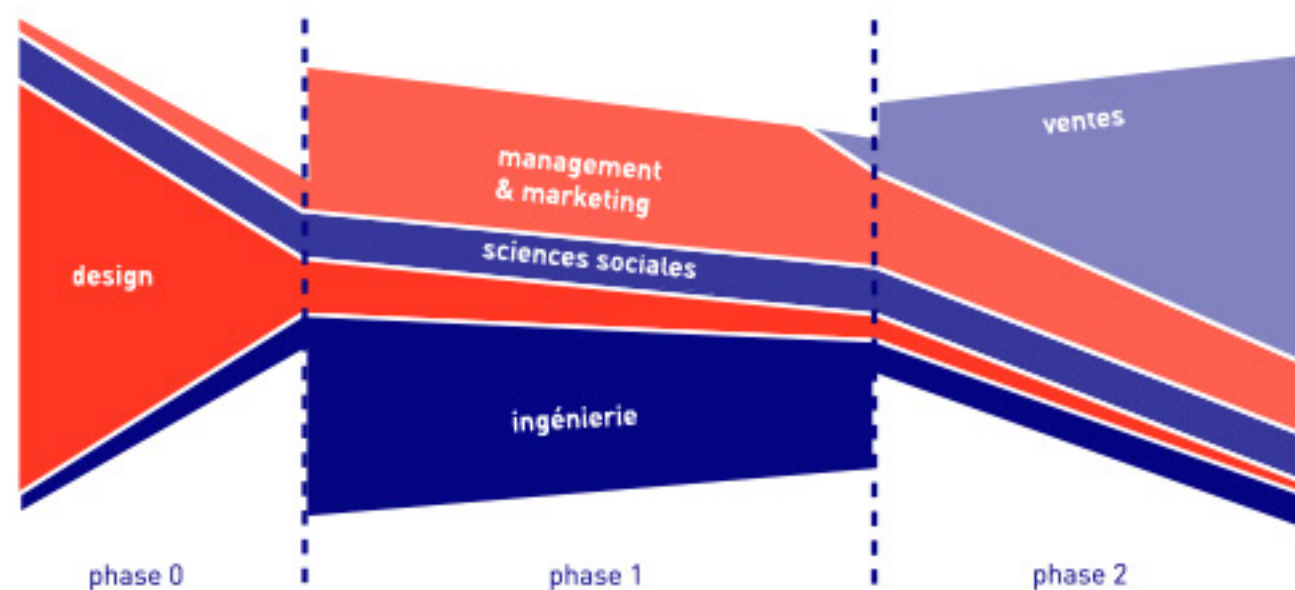 ventes
management
& marketing
sciences sociales
design
ingénierie
phase 0
phase 1
phase 2